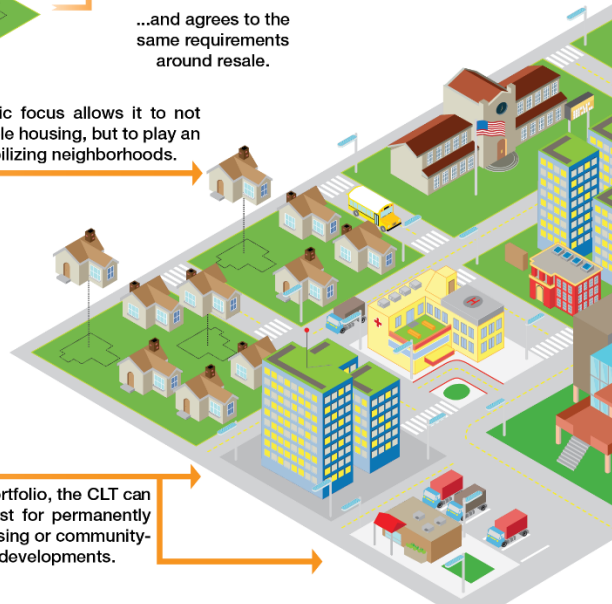 ...and agrees to the
same requirements
around resale.
ic focus allows it to not
le housing, but to play an
bilizing neighborhoods.
H
rtfolio, the CLT can
st for permanently
sing or community-
developments.